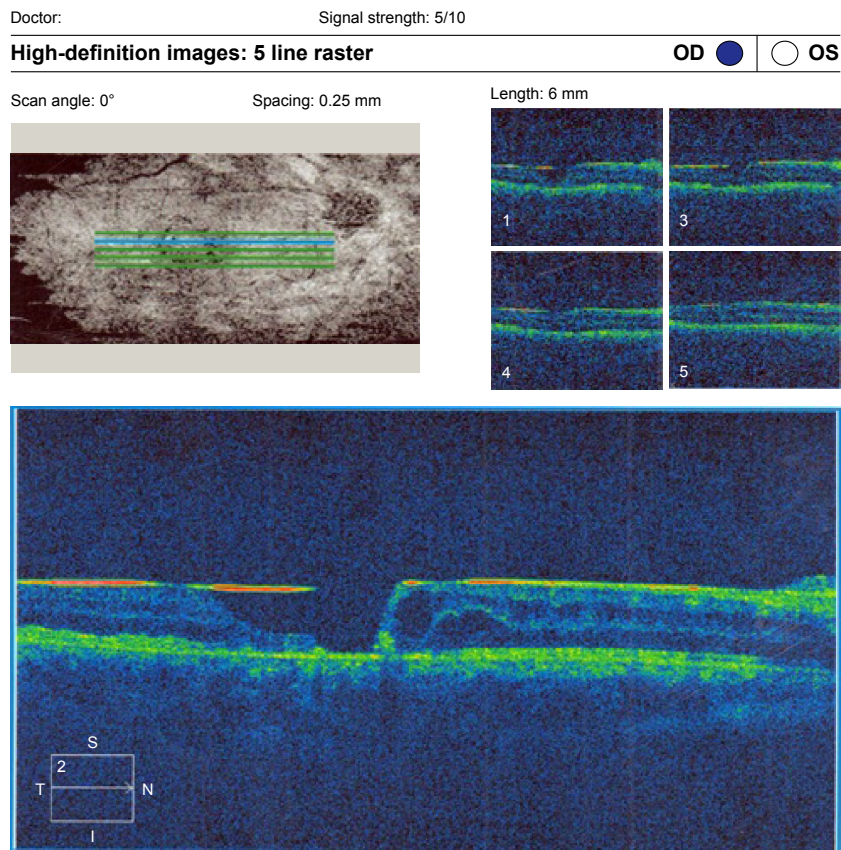 Doctor: Signal strength: 5/10
High-definition images: 5 line raster OD OS
Scan angle: 0° Spacing: 0.25 mm Length: 6 mm
1 3
4 5
S
2
T N
I